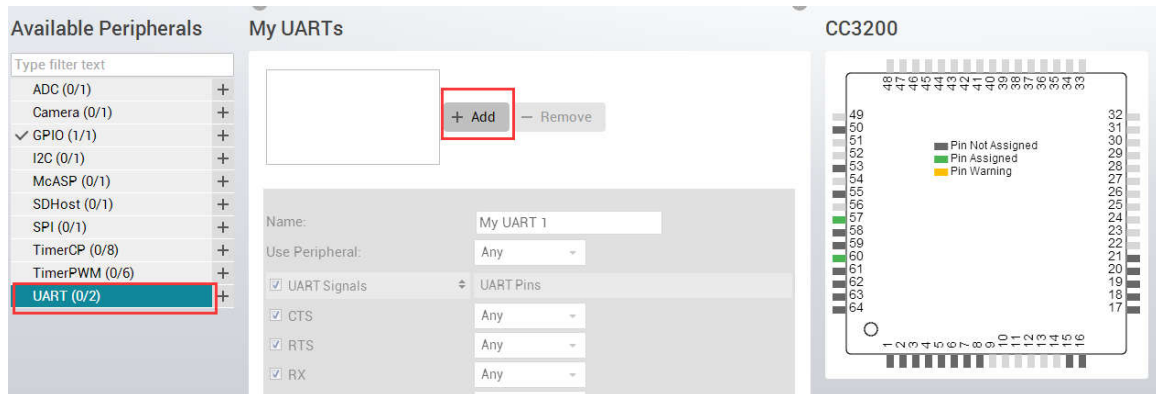 Available Peripherals
Type filter text
ADC (0/1) +
Camera (0/1) +
GPIO (1/1) +
I2C (0/1) +
McASP (0/1) +
SDHost (0/1) +
SPI (0/1) +
TimerCP (0/8) +
TimerPWM (0/6) +
UART (0/2) +
My UARTs
+ Add
− Remove
Name: My UART 1
Use Peripheral: Any
UART Signals UART Pins
CTS Any
RTS Any
RX Any
CC3200
48 47 46 45 44 43 42 41 40 39 38 37 36 35 34 33
49 32
50 31
51 30
52 29
53 28
54 27
55 26
56 25
57 24
58 23
59 22
60 21
61 20
62 19
63 18
64 17
Pin Not Assigned
Pin Assigned
Pin Warning
1 2 3 4 5 6 7 8 9 10 11 12 13 14 15 16